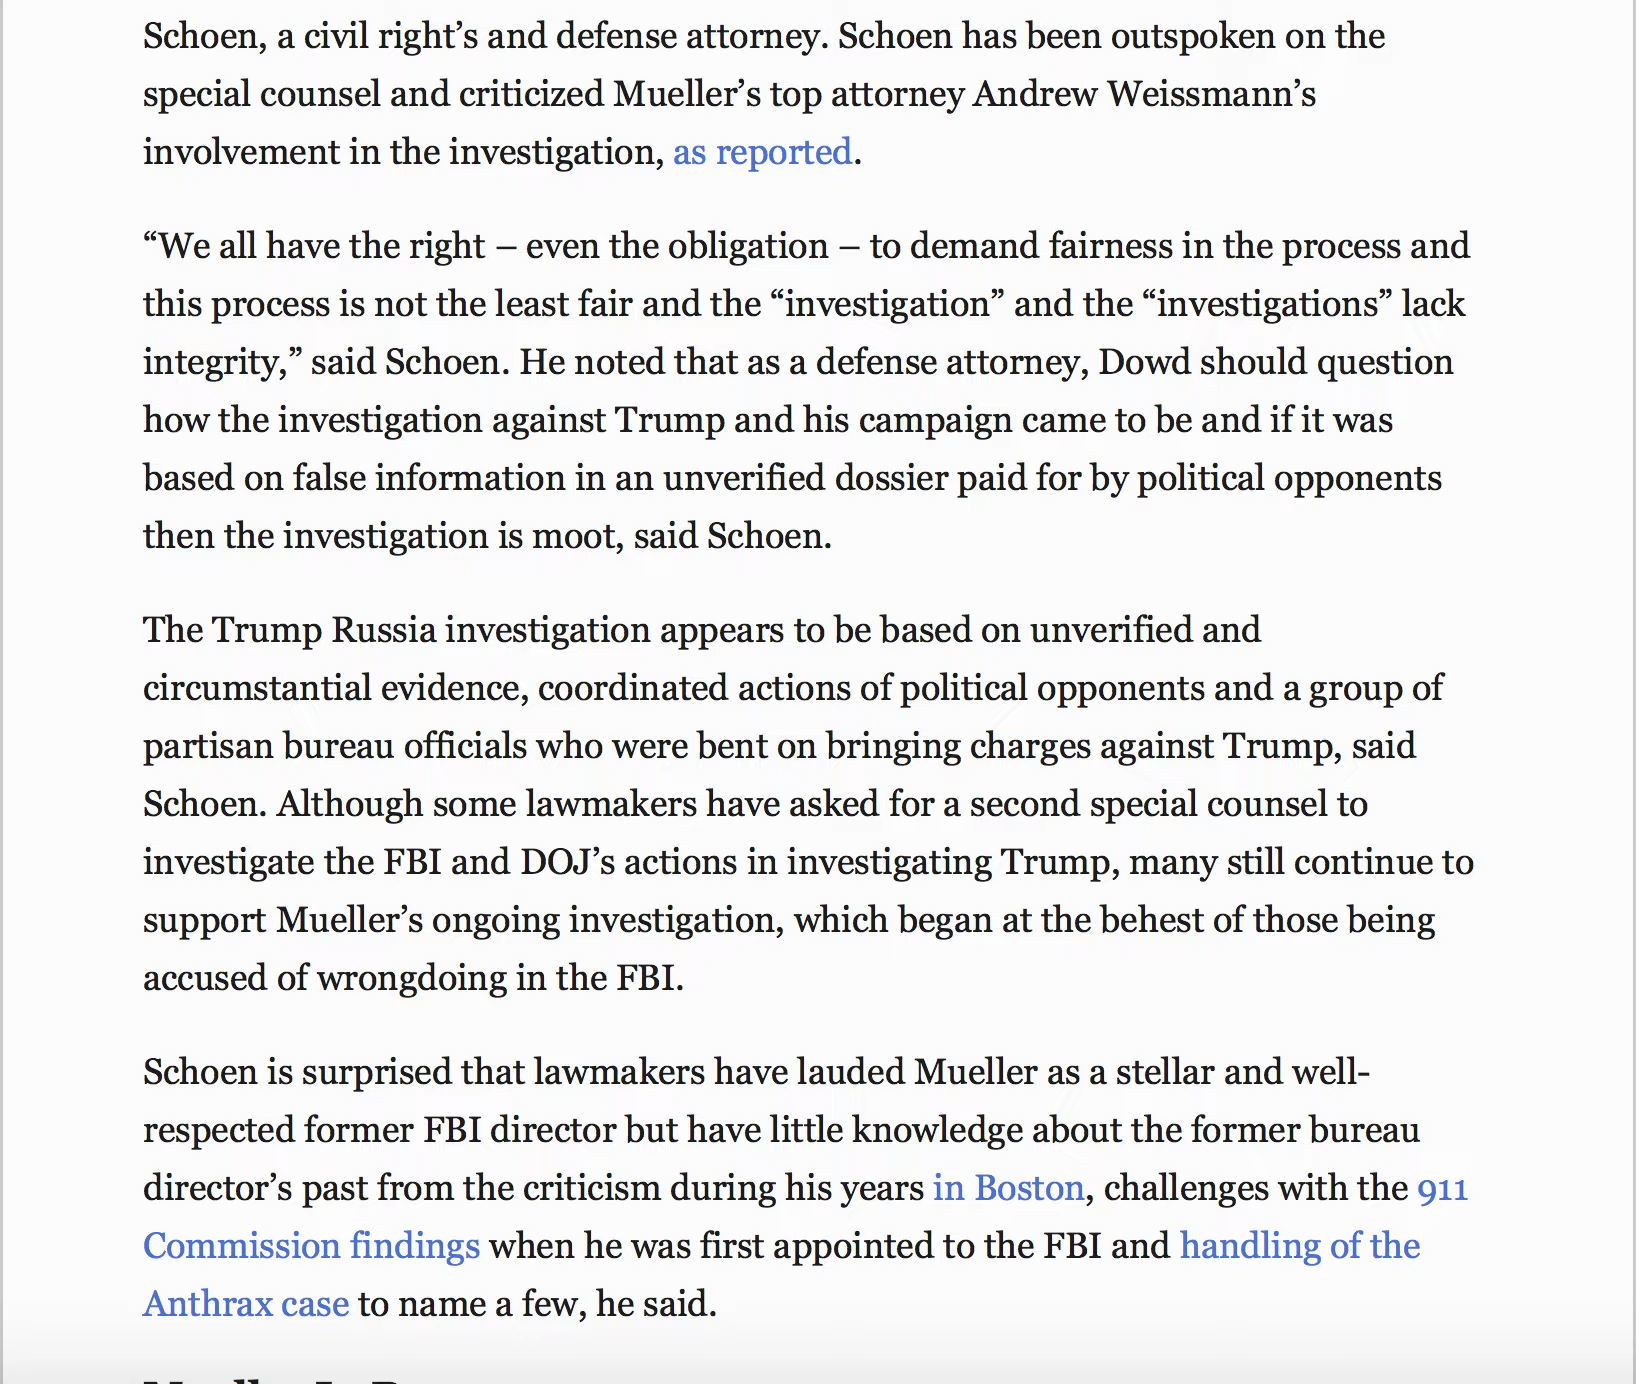 Schoen, a civil right’s and defense attorney. Schoen has been outspoken on the
special counsel and criticized Mueller’s top attorney Andrew Weissmann’s
involvement in the investigation, as reported.
“We all have the right – even the obligation – to demand fairness in the process and
this process is not the least fair and the “investigation” and the “investigations” lack
integrity,” said Schoen. He noted that as a defense attorney, Dowd should question
how the investigation against Trump and his campaign came to be and if it was
based on false information in an unverified dossier paid for by political opponents
then the investigation is moot, said Schoen.
The Trump Russia investigation appears to be based on unverified and
circumstantial evidence, coordinated actions of political opponents and a group of
partisan bureau officials who were bent on bringing charges against Trump, said
Schoen. Although some lawmakers have asked for a second special counsel to
investigate the FBI and DOJ’s actions in investigating Trump, many still continue to
support Mueller’s ongoing investigation, which began at the behest of those being
accused of wrongdoing in the FBI.
Schoen is surprised that lawmakers have lauded Mueller as a stellar and well-
respected former FBI director but have little knowledge about the former bureau
director’s past from the criticism during his years in Boston, challenges with the 911
Commission findings when he was first appointed to the FBI and handling of the
Anthrax case to name a few, he said.